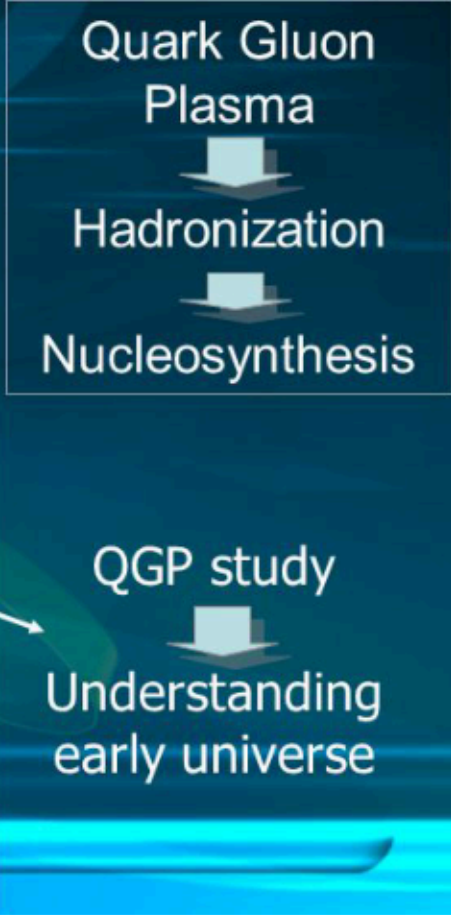 Quark Gluon
Plasma
Hadronization
Nucleosynthesis
QGP study
Understanding
early universe